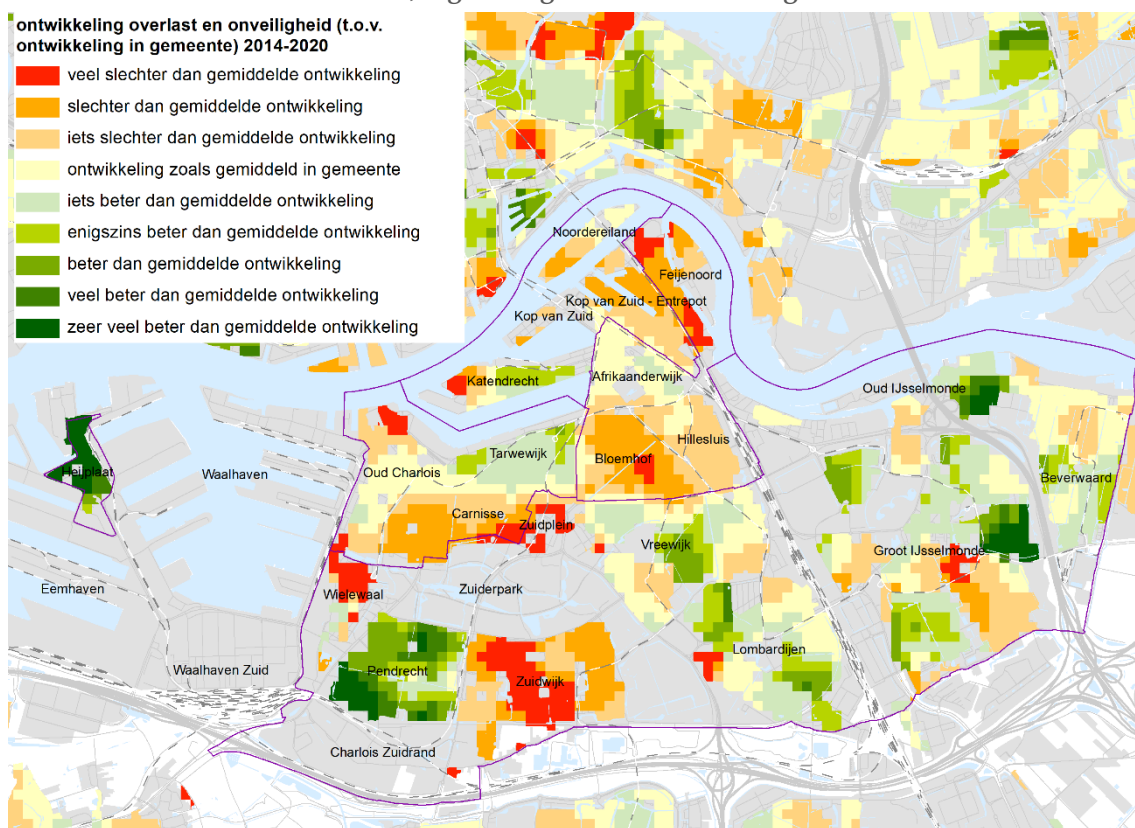 ontwikkeling overlast en onveiligheid (t.o.v.
ontwikkeling in gemeente) 2014-2020
veel slechter dan gemiddelde ontwikkeling
slechter dan gemiddelde ontwikkeling
iets slechter dan gemiddelde ontwikkeling
ontwikkeling zoals gemiddeld in gemeente
iets beter dan gemiddelde ontwikkeling
enigszins beter dan gemiddelde ontwikkeling
beter dan gemiddelde ontwikkeling
veel beter dan gemiddelde ontwikkeling
zeer veel beter dan gemiddelde ontwikkeling
Noordereiland
Feijenoord
Kop van Zuid - Entrepot
Kop van Zuid
Katendrecht
Afrikaanderwijk
Oud IJsselmonde
Hillesluis
Tarwewijk
Bloemhof
Heijplaat
Waalhaven
Oud Charlois
Beverwaard
Carnisse
Zuidplein
Vreewijk
Groot IJsselmonde
Eemhaven
Wielewaal
Zuiderpark
Lombardijen
Waalhaven Zuid
Pendrecht
Zuidwijk
Charlois Zuidrand